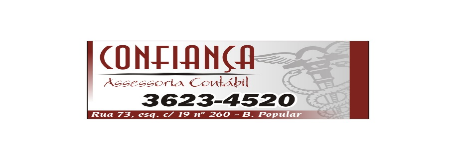 CONFIANÇA
Assessoria Contábil
3623-4520
Rua 73, esq. c/ 19 nº 260 - B. Popular